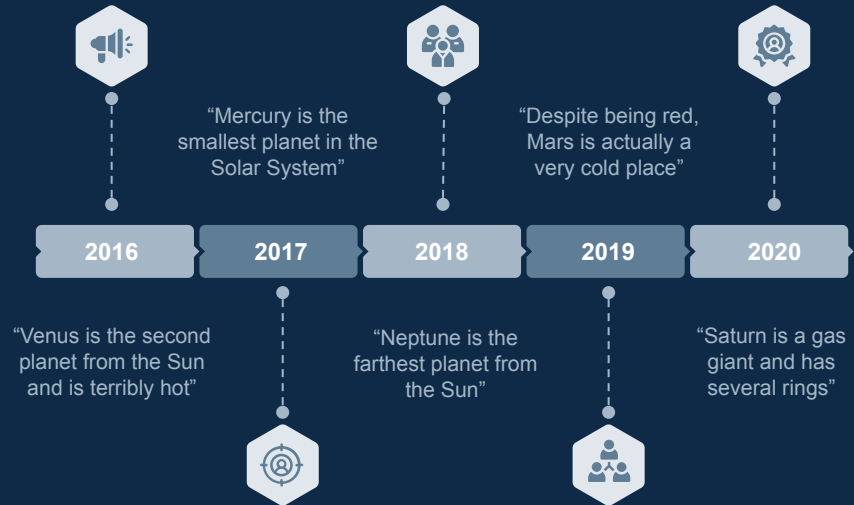 “Mercury is the
smallest planet in the
Solar System”
“Despite being red,
Mars is actually a
very cold place”
2016
2017
2018
2019
2020
“Venus is the second
planet from the Sun
and is terribly hot”
“Neptune is the
farthest planet from
the Sun”
“Saturn is a gas
giant and has
several rings”